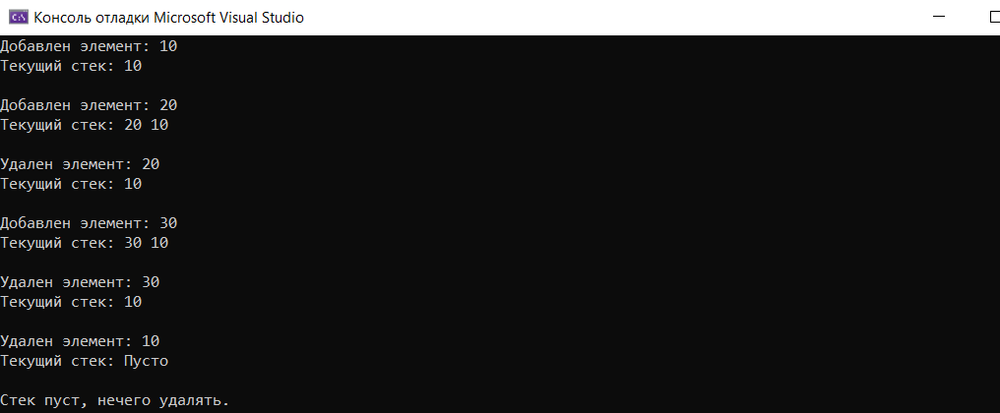 C:\ Консоль отладки Microsoft Visual Studio
Добавлен элемент: 10
Текущий стек: 10
Добавлен элемент: 20
Текущий стек: 20 10
Удален элемент: 20
Текущий стек: 10
Добавлен элемент: 30
Текущий стек: 30 10
Удален элемент: 30
Текущий стек: 10
Удален элемент: 10
Текущий стек: Пусто
Стек пуст, нечего удалять.